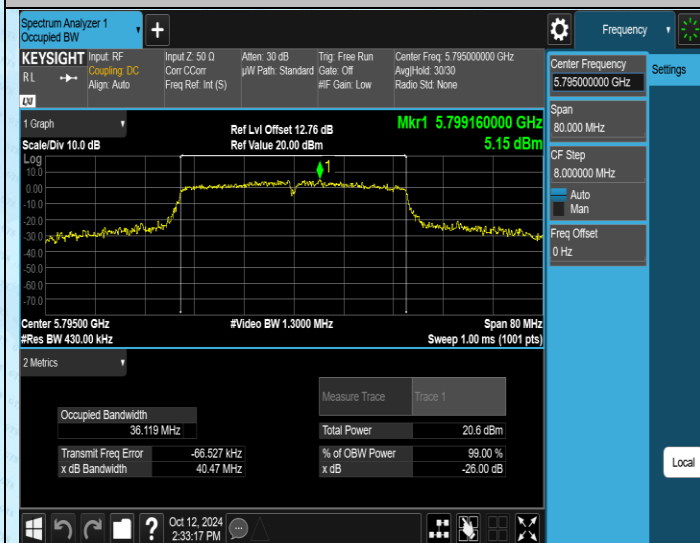 Spectrum Analyzer 1
Occupied BW
+
Frequency
KEYSIGHT
RL
LXI
Input: RF
Coupling: DC
Align: Auto
Input Z: 50 Ω
Corr CCorr
Freq Ref: Int (S)
Atten: 30 dB
µW Path: Standard
Trig: Free Run
Gate: Off
#IF Gain: Low
Center Freq: 5.795000000 GHz
Avg|Hold: 30/30
Radio Std: None
Center Frequency
5.795000000 GHz
Settings
Span
80.000 MHz
CF Step
8.000000 MHz
Auto
Man
Freq Offset
0 Hz
Local
1 Graph
Scale/Div 10.0 dB
Ref Lvl Offset 12.76 dB
Ref Value 20.00 dBm
Mkr1 5.799160000 GHz
5.15 dBm
Log
10.0
0.00
-10.0
-20.0
-30.0
-40.0
-50.0
-60.0
-70.0
1
Center 5.79500 GHz
#Res BW 430.00 kHz
#Video BW 1.3000 MHz
Span 80 MHz
Sweep 1.00 ms (1001 pts)
2 Metrics
Measure Trace
Trace 1
Occupied Bandwidth
36.119 MHz
Total Power
20.6 dBm
Transmit Freq Error
-66.527 kHz
% of OBW Power
99.00 %
x dB Bandwidth
40.47 MHz
x dB
-26.00 dB
?
Oct 12, 2024
2:33:17 PM